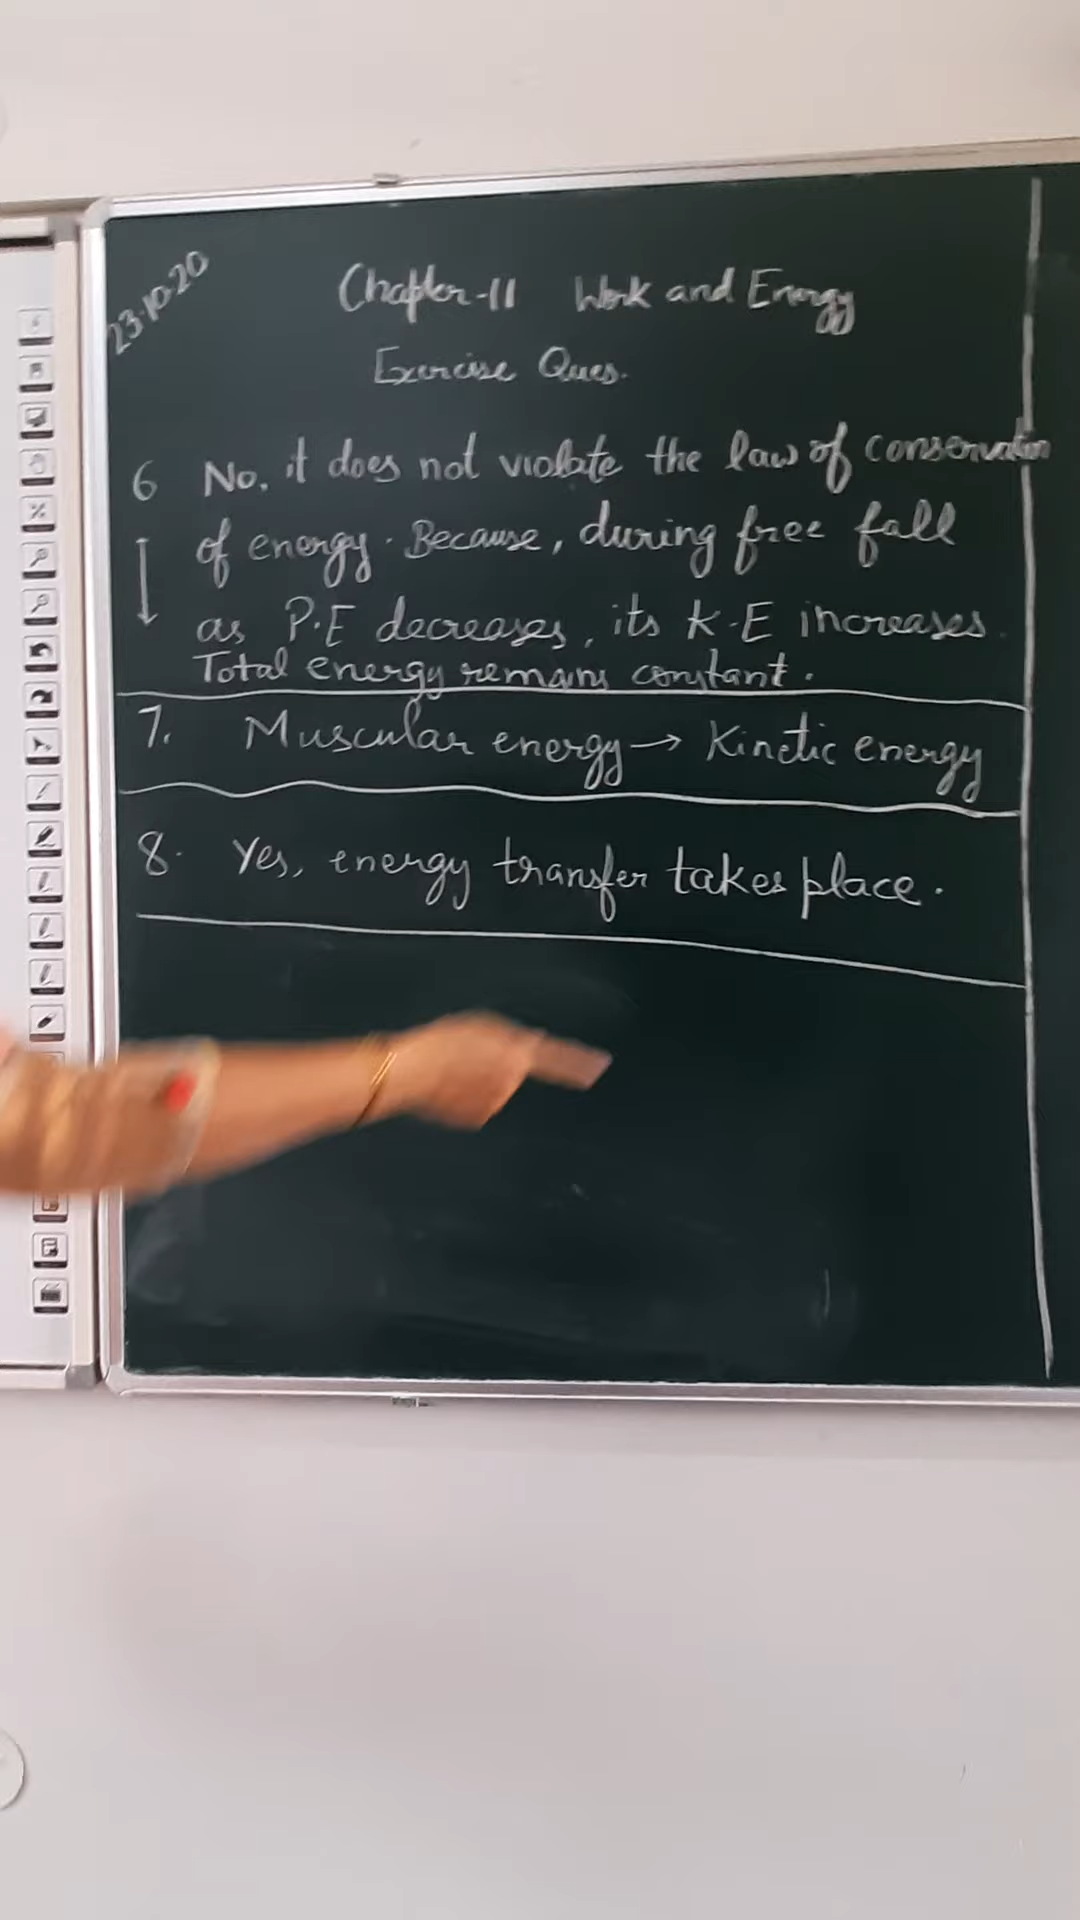 23.10.20
Chapter-11 Work and Energy
Exercise Ques.
6 No, it does not violate the law of conservation
of energy. Because, during free fall
as P.E decreases, its K.E increases.
Total energy remains constant.
7. Muscular energy → Kinetic energy
8. Yes, energy transfer takes place.